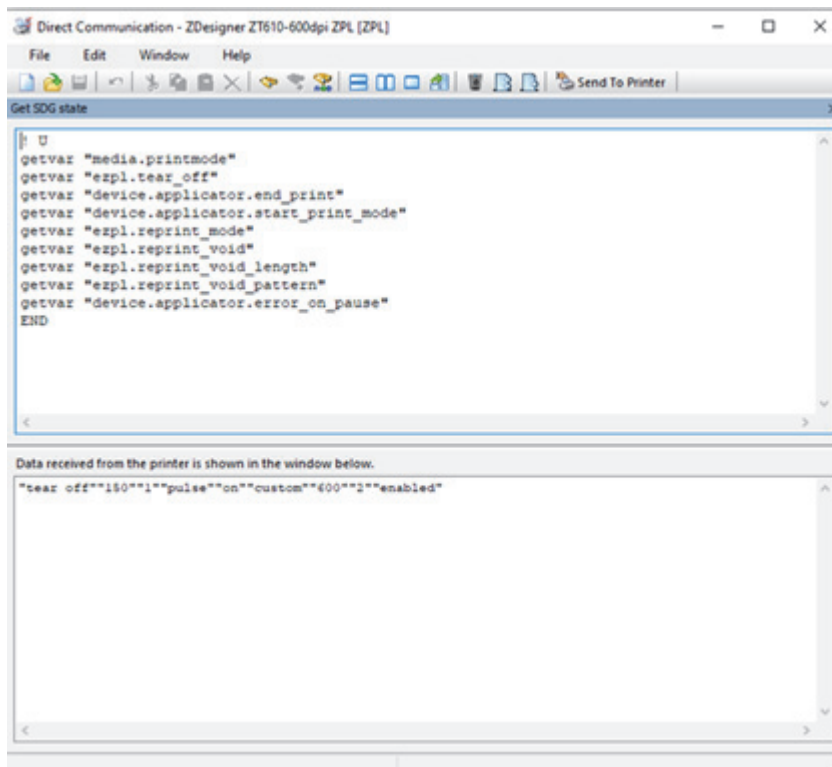 Direct Communication - ZDesigner ZT610-600dpi ZPL [ZPL]
File Edit Window Help
Send To Printer
Get SDG state
! U
getvar "media.printmode"
getvar "ezpl.tear_off"
getvar "device.applicator.end_print"
getvar "device.applicator.start_print_mode"
getvar "ezpl.reprint_mode"
getvar "ezpl.reprint_void"
getvar "ezpl.reprint_void_length"
getvar "ezpl.reprint_void_pattern"
getvar "device.applicator.error_on_pause"
END
Data received from the printer is shown in the window below.
"tear off""150""1""pulse""on""custom""600""2""enabled"